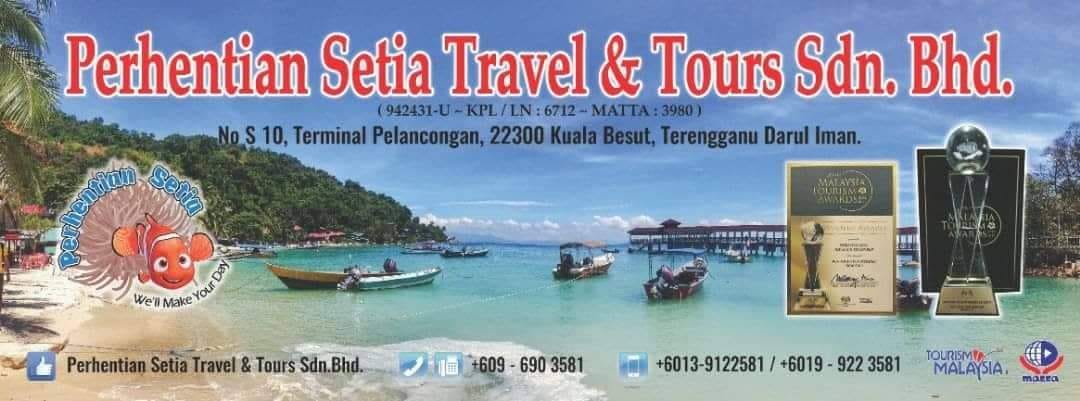 Perhentian Setia Travel & Tours Sdn. Bhd.
( 942431-U ~ KPL / LN : 6712 ~ MATTA : 3980 )
No S 10, Terminal Pelancongan, 22300 Kuala Besut, Terengganu Darul Iman.
Perhentian Setia
We'll Make Your Day
MALAYSIA
TOURISM
AWARDS
MALAYSIA
TOURISM
AWARDS
Perhentian Setia Travel & Tours Sdn.Bhd.
+609 - 690 3581
+6013-9122581 / +6019 - 922 3581
TOURISM
MALAYSIA
matta